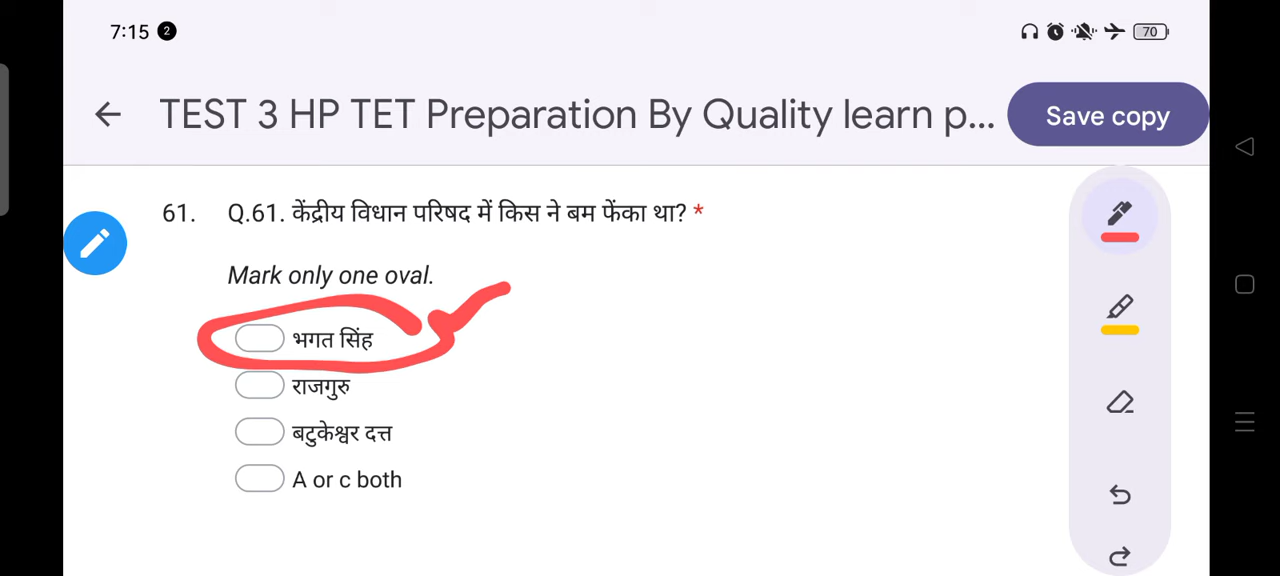 7:15 2
70
TEST 3 HP TET Preparation By Quality learn p...
Save copy
61. Q.61. केंद्रीय विधान परिषद में किस ने बम फेंका था? *
Mark only one oval.
भगत सिंह
राजगुरु
बटुकेश्वर दत्त
A or c both